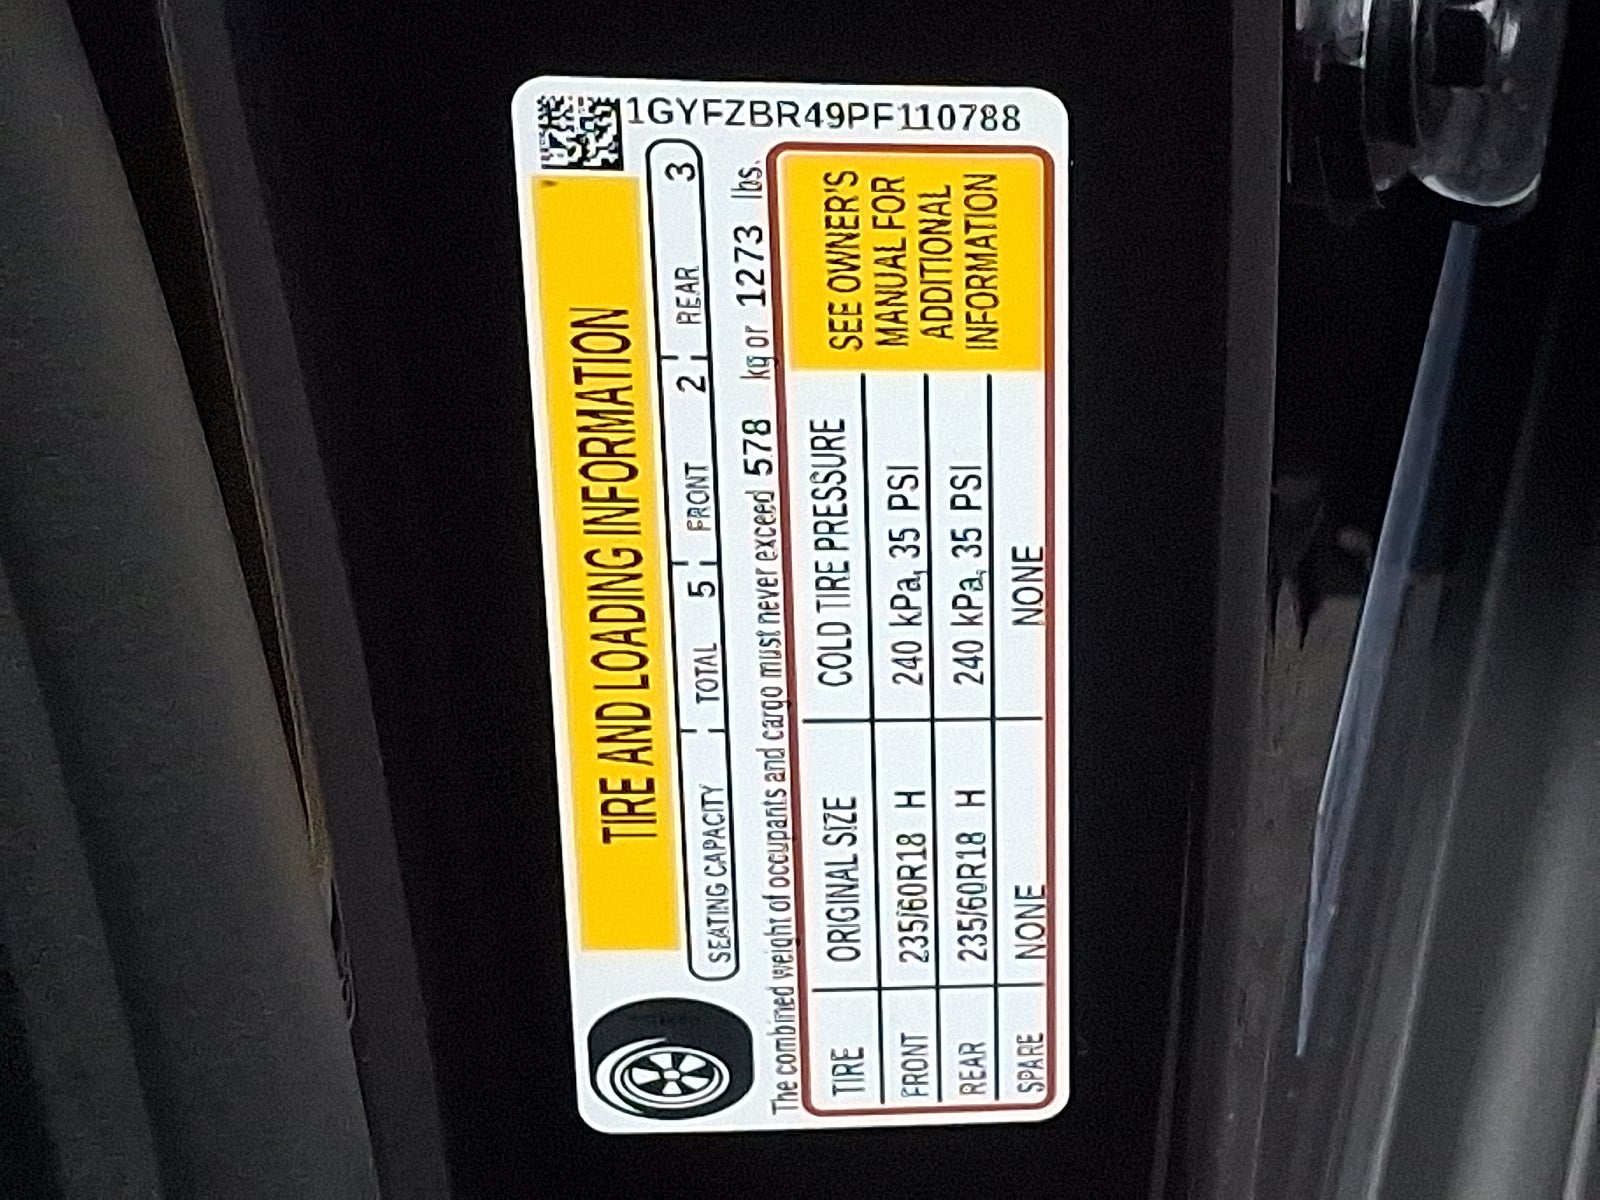 1GYFZBR49PF110788
TIRE AND LOADING INFORMATION
SEATING CAPACITY TOTAL 5 FRONT 2 REAR 3
The combined weight of occupants and cargo must never exceed 578 kg or 1273 lbs.
TIRE ORIGINAL SIZE COLD TIRE PRESSURE
FRONT 235/60R18 H 240 kPa, 35 PSI
REAR 235/60R18 H 240 kPa, 35 PSI
SPARE NONE NONE
SEE OWNER'S
MANUAL FOR
ADDITIONAL
INFORMATION